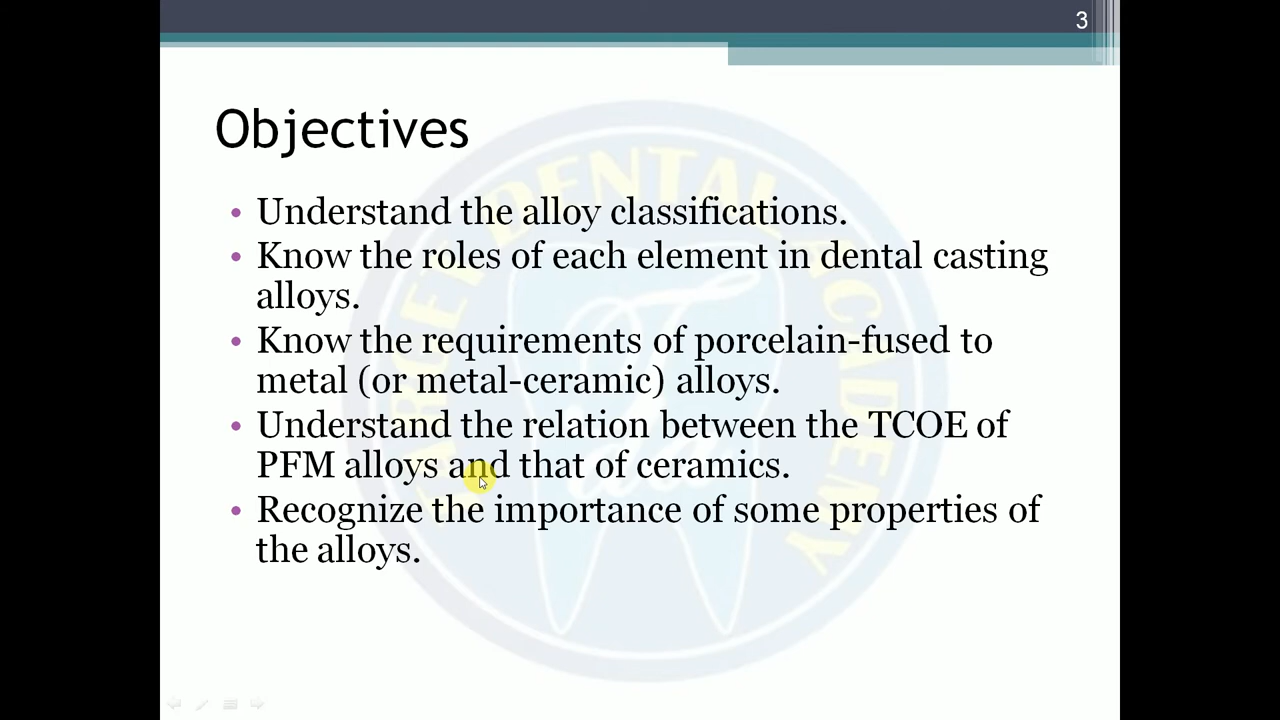 3
Objectives
• Understand the alloy classifications.
• Know the roles of each element in dental casting
alloys.
• Know the requirements of porcelain-fused to
metal (or metal-ceramic) alloys.
• Understand the relation between the TCOE of
PFM alloys and that of ceramics.
• Recognize the importance of some properties of
the alloys.
DENTAL ACADEMY